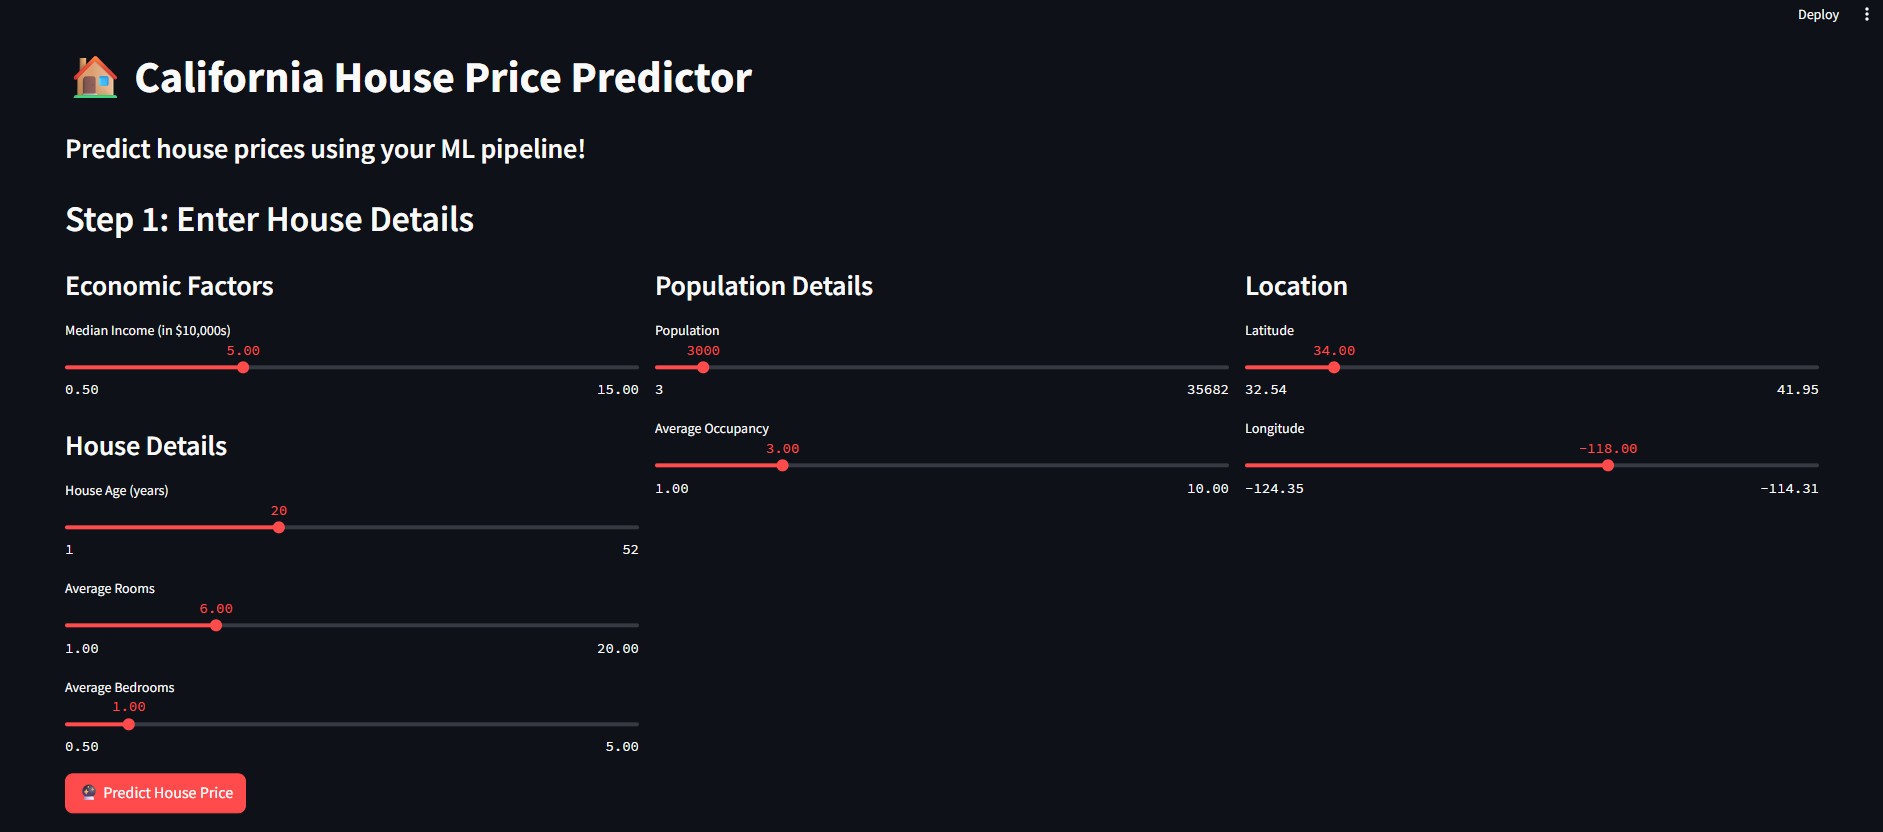 Deploy
California House Price Predictor
Predict house prices using your ML pipeline!
Step 1: Enter House Details
Economic Factors
Median Income (in $10,000s)
5.00
0.50 15.00
House Details
House Age (years)
20
1 52
Average Rooms
6.00
1.00 20.00
Average Bedrooms
1.00
0.50 5.00
Predict House Price
Population Details
Population
3000
3 35682
Average Occupancy
3.00
1.00 10.00
Location
Latitude
34.00
32.54 41.95
Longitude
-118.00
-124.35 -114.31